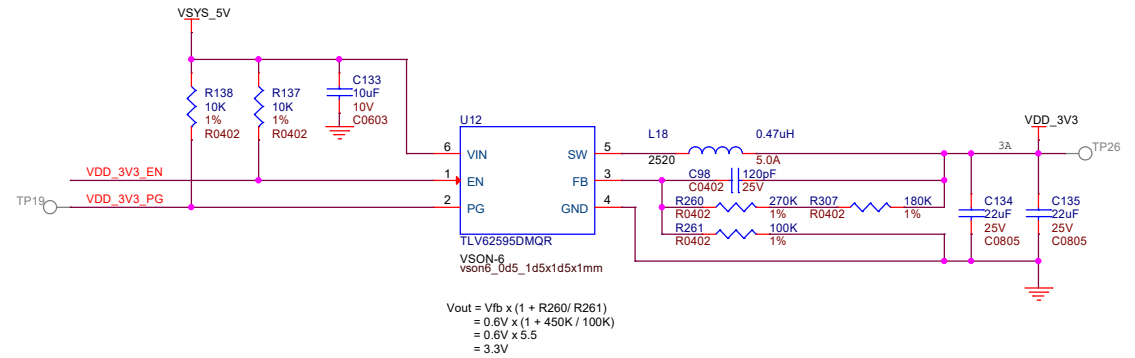 VSYS_5V
R138
10K
1%
R0402
R137
10K
1%
R0402
C133
10uF
10V
C0603
VDD_3V3_EN
VDD_3V3_PG
TP19
U12
6
VIN
1
EN
2
PG
SW
5
FB
3
GND
4
TLV62595DMQR
VSON-6
vson6_0d5_1d5x1d5x1mm
L18
0.47uH
2520
5.0A
C98
120pF
C0402
25V
R260
270K
R307
180K
R0402
1%
R0402
1%
R261
100K
R0402
1%
3A
VDD_3V3
TP26
C134
22uF
25V
C0805
C135
22uF
25V
C0805
Vout = Vfb x (1 + R260/ R261)
= 0.6V x (1 + 450K / 100K)
= 0.6V x 5.5
= 3.3V